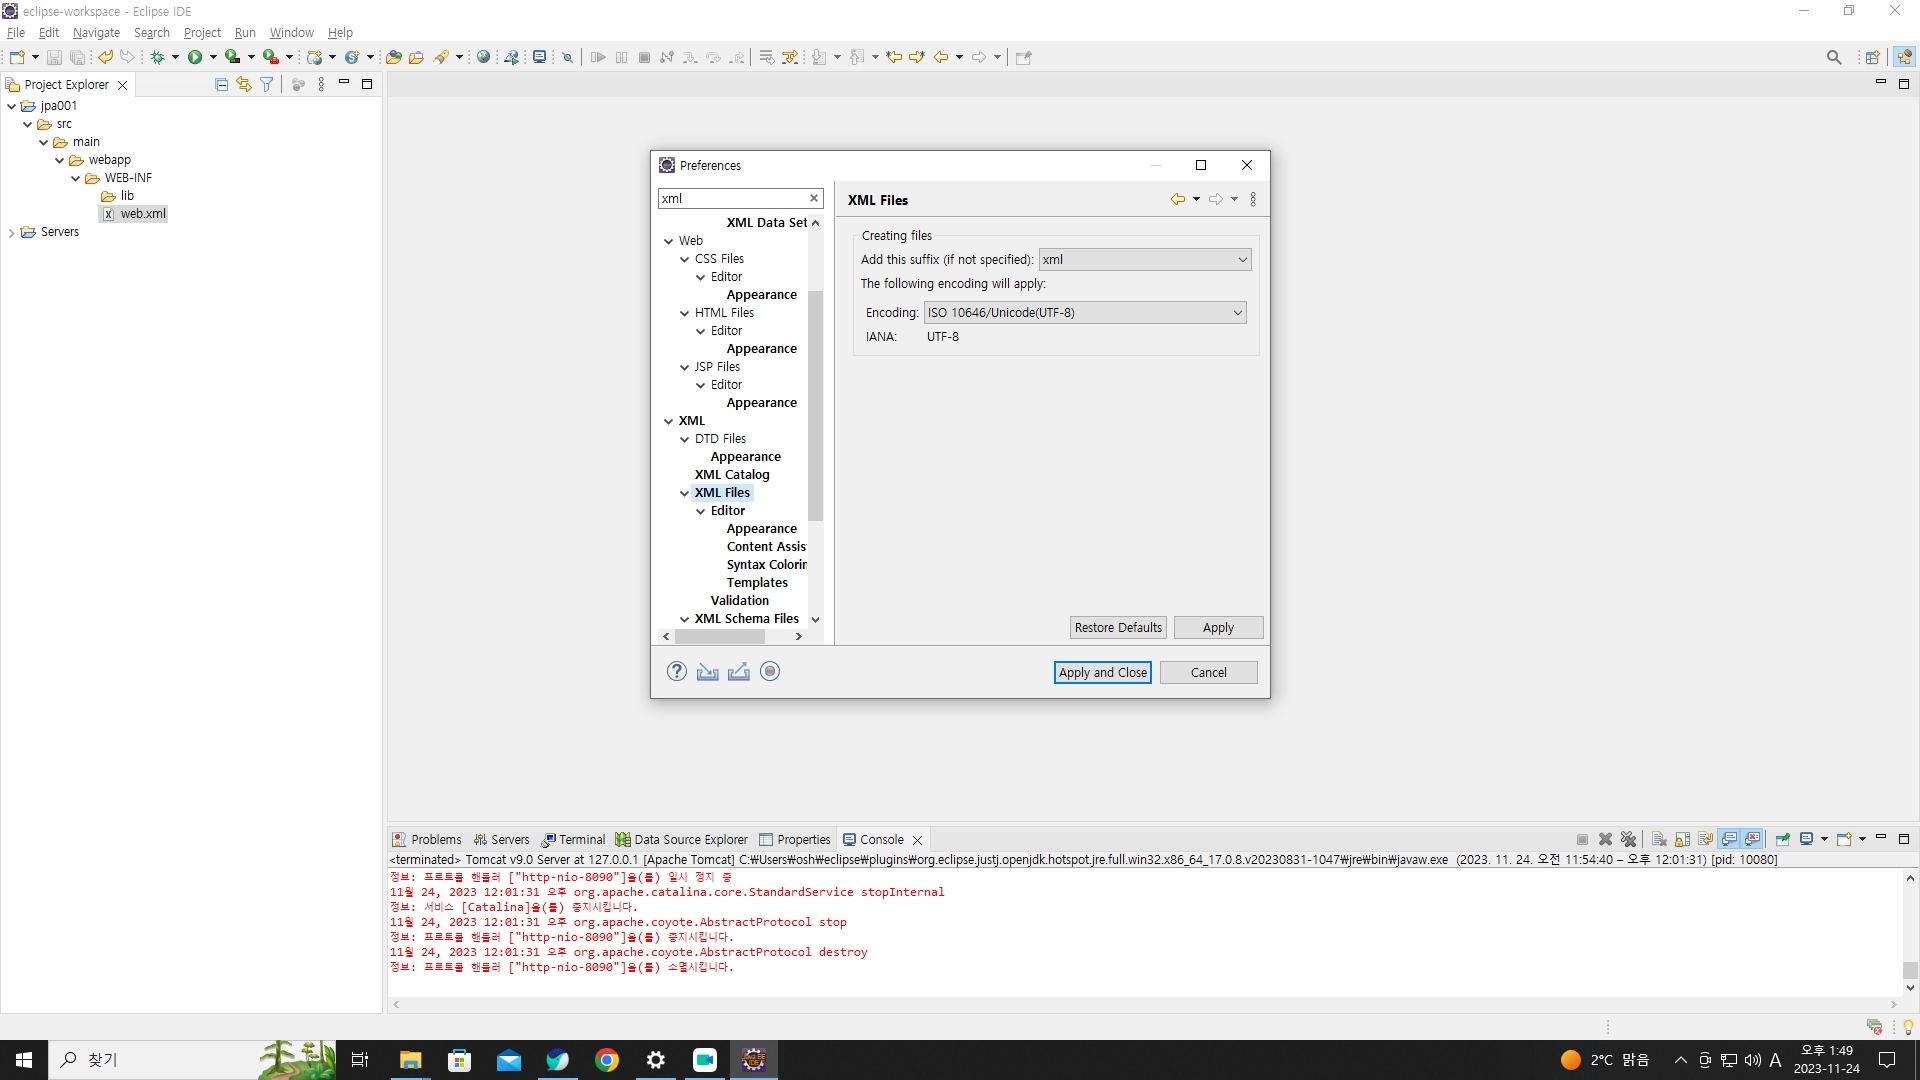 eclipse-workspace - Eclipse IDE
File Edit Navigate Search Project Run Window Help
Project Explorer
jpa001
src
main
webapp
WEB-INF
lib
web.xml
Servers
Preferences
xml
XML Data Set
Web
CSS Files
Editor
Appearance
HTML Files
Editor
Appearance
JSP Files
Editor
Appearance
XML
DTD Files
Appearance
XML Catalog
XML Files
Editor
Appearance
Content Assis
Syntax Colorin
Templates
Validation
XML Schema Files
XML Files
Creating files
Add this suffix (if not specified): xml
The following encoding will apply:
Encoding: ISO 10646/Unicode(UTF-8)
IANA: UTF-8
Restore Defaults Apply
Apply and Close Cancel
Problems Servers Terminal Data Source Explorer Properties Console
<terminated> Tomcat v9.0 Server at 127.0.0.1 [Apache Tomcat] C:₩Users₩osh₩eclipse₩plugins₩org.eclipse.justj.openjdk.hotspot.jre.full.win32.x86_64_17.0.8.v20230831-1047₩jre₩bin₩javaw.exe (2023. 11. 24. 오전 11:54:40 – 오후 12:01:31) [pid: 10080]
정보: 프로토콜 핸들러 ["http-nio-8090"]을(를) 일시 정지 중
11월 24, 2023 12:01:31 오후 org.apache.catalina.core.StandardService stopInternal
정보: 서비스 [Catalina]을(를) 중지시킵니다.
11월 24, 2023 12:01:31 오후 org.apache.coyote.AbstractProtocol stop
정보: 프로토콜 핸들러 ["http-nio-8090"]을(를) 중지시킵니다.
11월 24, 2023 12:01:31 오후 org.apache.coyote.AbstractProtocol destroy
정보: 프로토콜 핸들러 ["http-nio-8090"]을(를) 소멸시킵니다.
찾기
2°C 맑음
A
오후 1:49
2023-11-24